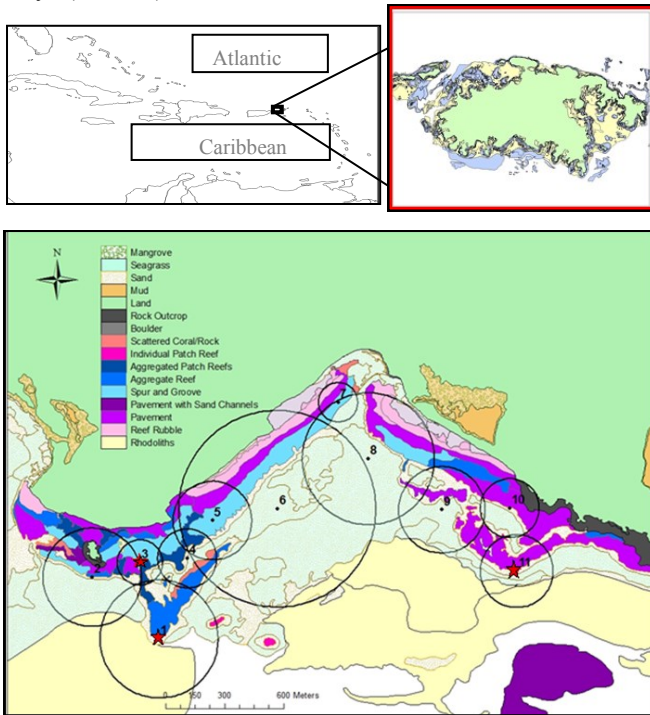 Atlantic
Caribbean
N
Mangrove
Seagrass
Sand
Mud
Land
Rock Outcrop
Boulder
Scattered Coral/Rock
Individual Patch Reef
Aggregated Patch Reefs
Aggregate Reef
Spur and Groove
Pavement with Sand Channels
Pavement
Reef Rubble
Rhodoliths
7
8
6
5
9
10
4
3
2
11
1
0 150 300 600 Meters